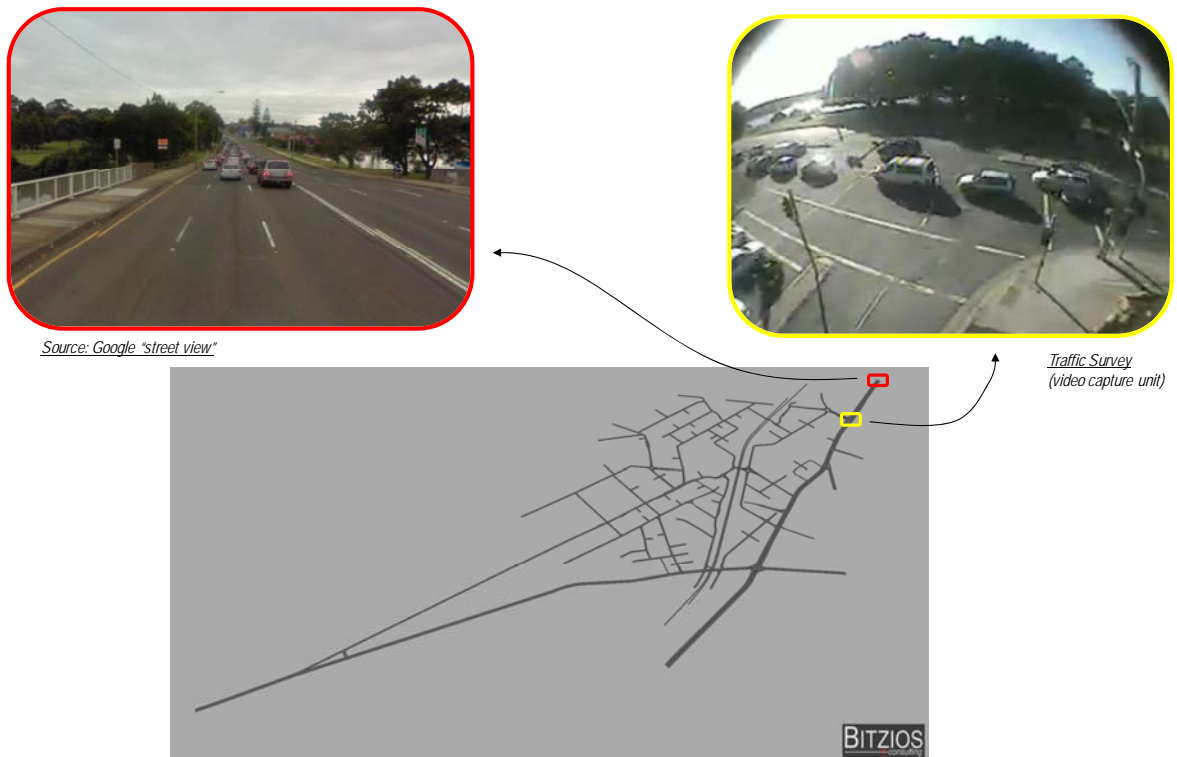 Source: Google "street view"
Traffic Survey
(video capture unit)
BITZIOS
consulting